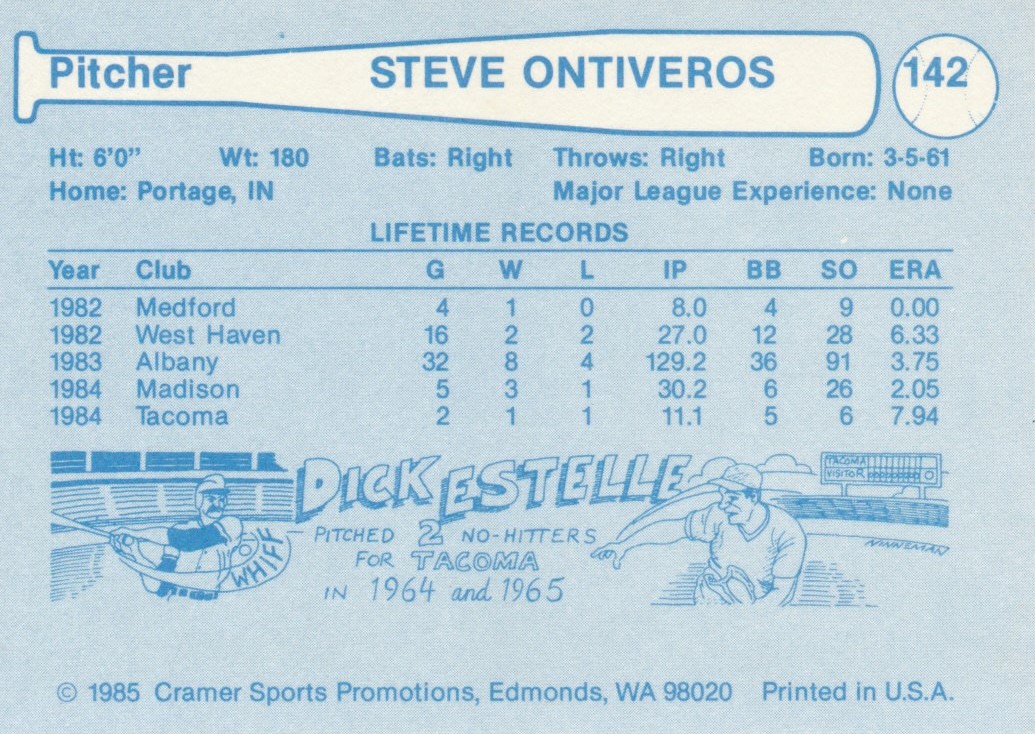 Pitcher STEVE ONTIVEROS 142
Ht: 6'0" Wt: 180 Bats: Right Throws: Right Born: 3-5-61
Home: Portage, IN Major League Experience: None
LIFETIME RECORDS
Year Club G W L IP BB SO ERA
1982 Medford 4 1 0 8.0 4 9 0.00
1982 West Haven 16 2 2 27.0 12 28 6.33
1983 Albany 32 8 4 129.2 36 91 3.75
1984 Madison 5 3 1 30.2 6 26 2.05
1984 Tacoma 2 1 1 11.1 5 6 7.94
DICK ESTELLE
PITCHED 2 NO-HITTERS
FOR TACOMA
IN 1964 and 1965
WHIFF
TACOMA
VISITOR
NINNEMAN
© 1985 Cramer Sports Promotions, Edmonds, WA 98020 Printed in U.S.A.